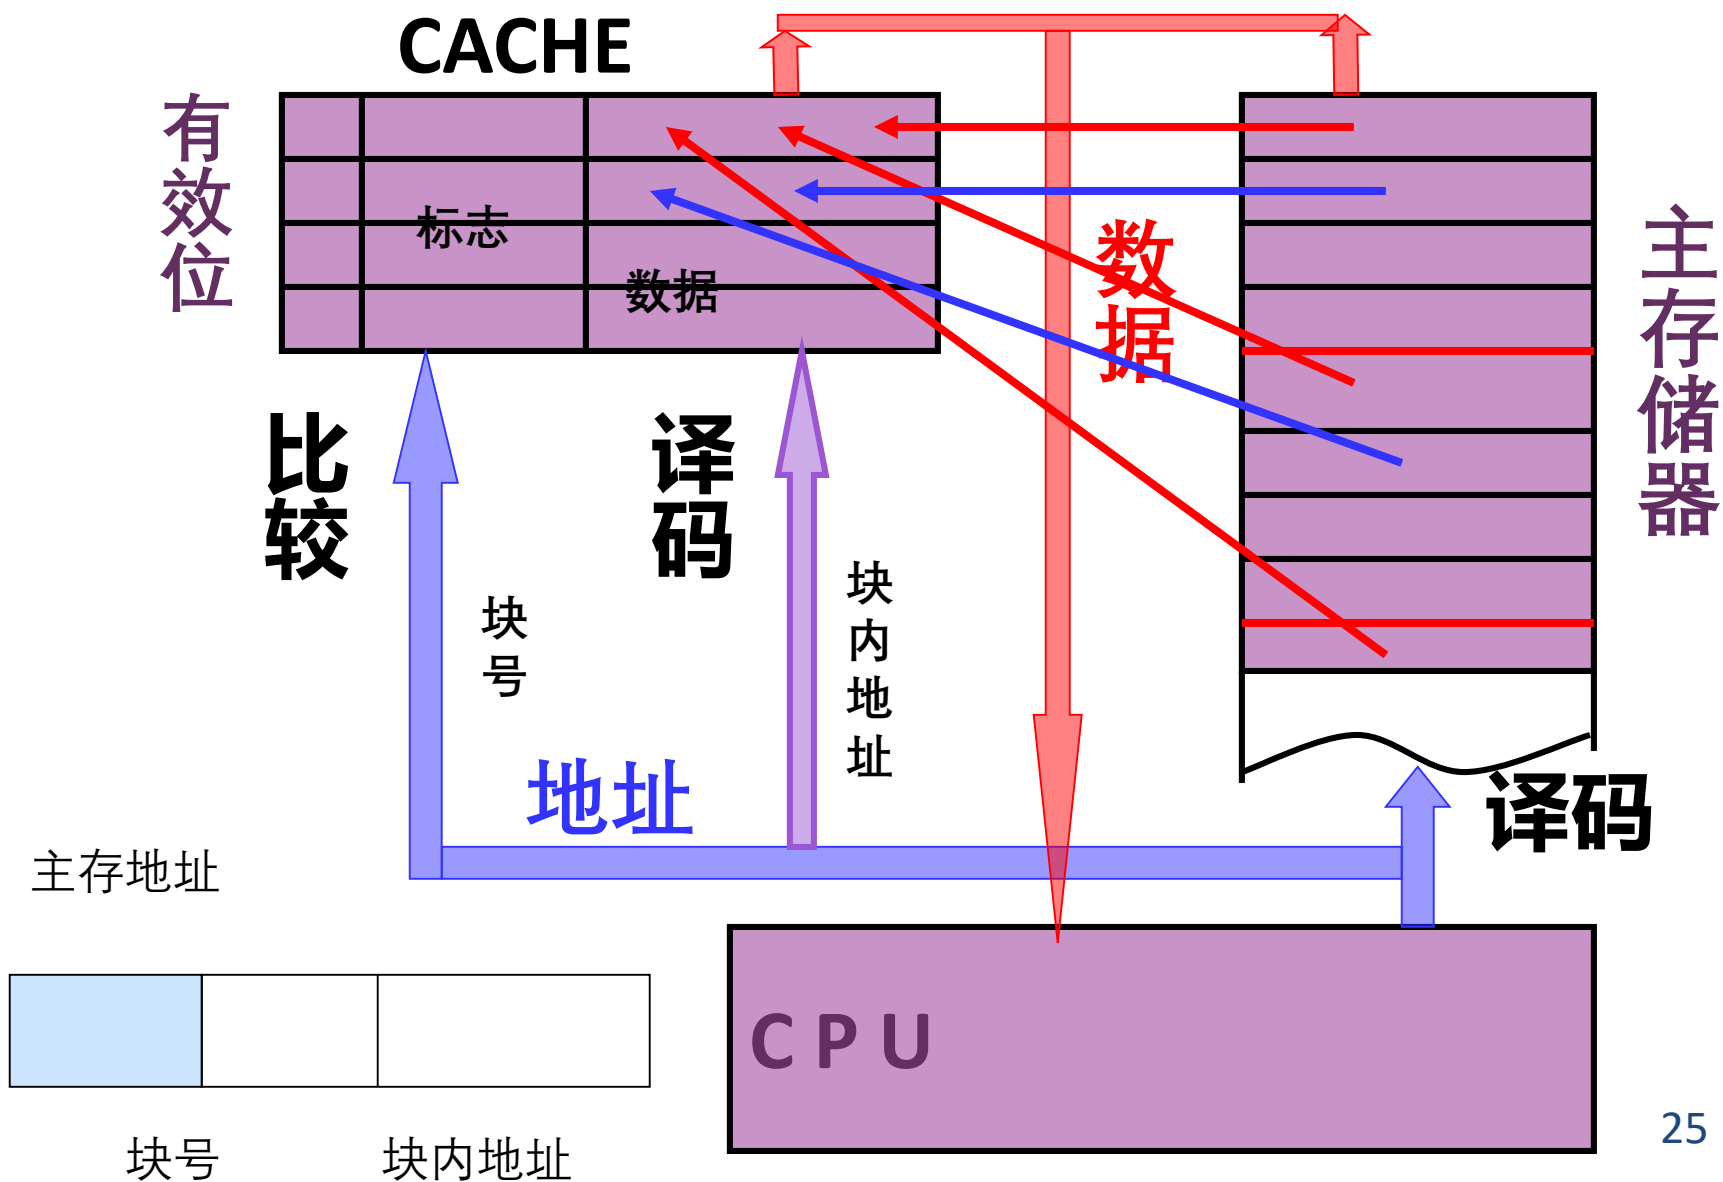 CACHE
有效位
标志
数据
数据
主存储器
比较
译码
块号
块内地址
地址
译码
主存地址
CPU
块号
块内地址
25